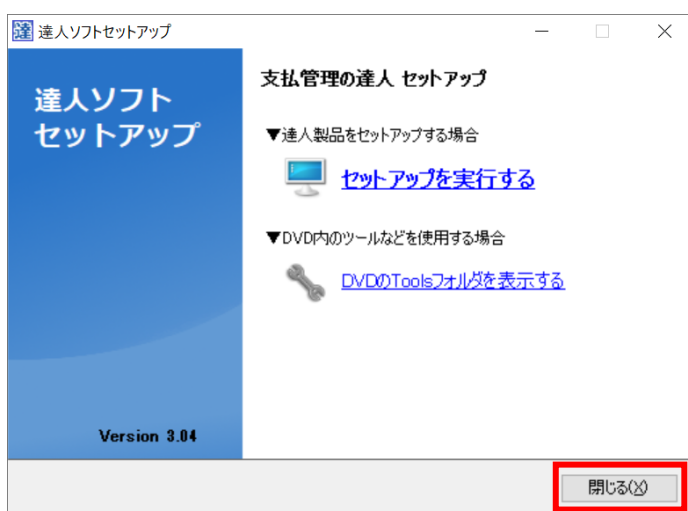 達人ソフトセットアップ
達人ソフト
セットアップ
支払管理の達人 セットアップ
▼達人製品をセットアップする場合
セットアップを実行する
▼DVD内のツールなどを使用する場合
DVDのToolsフォルダを表示する
Version 3.04
閉じる(X)